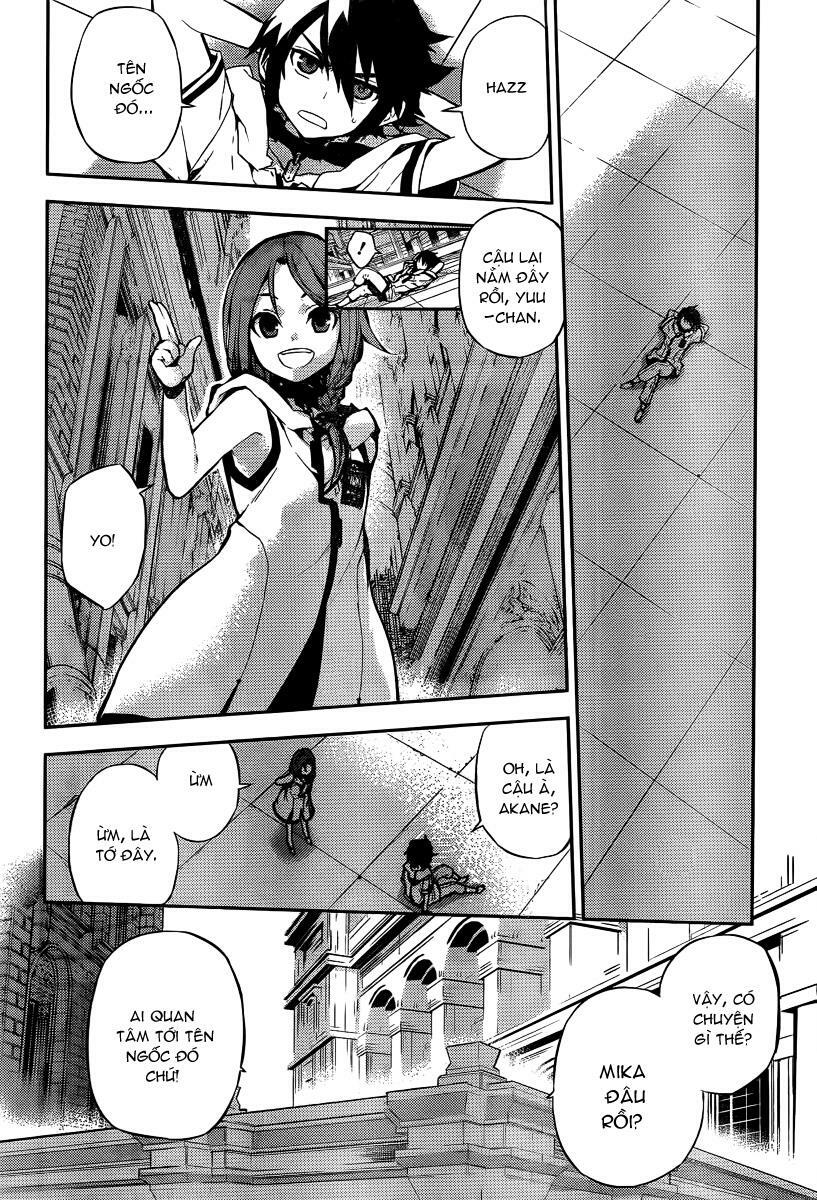 HAZZ
TÊN
NGỐC
ĐÓ...
CÂU LẠI
NẰM ĐÂY
RỒI, YUU
-CHAN.
!
YO!
OH, LÀ
CẬU À,
AKANE?
ỪM
ỪM, LÀ
TỚ ĐÂY.
VẬY, CÓ
CHUYỆN
GÌ THẾ?
MIKA
ĐÂU
RỒI?
AI QUAN
TÂM TỚI TÊN
NGỐC ĐÓ
CHỨ!